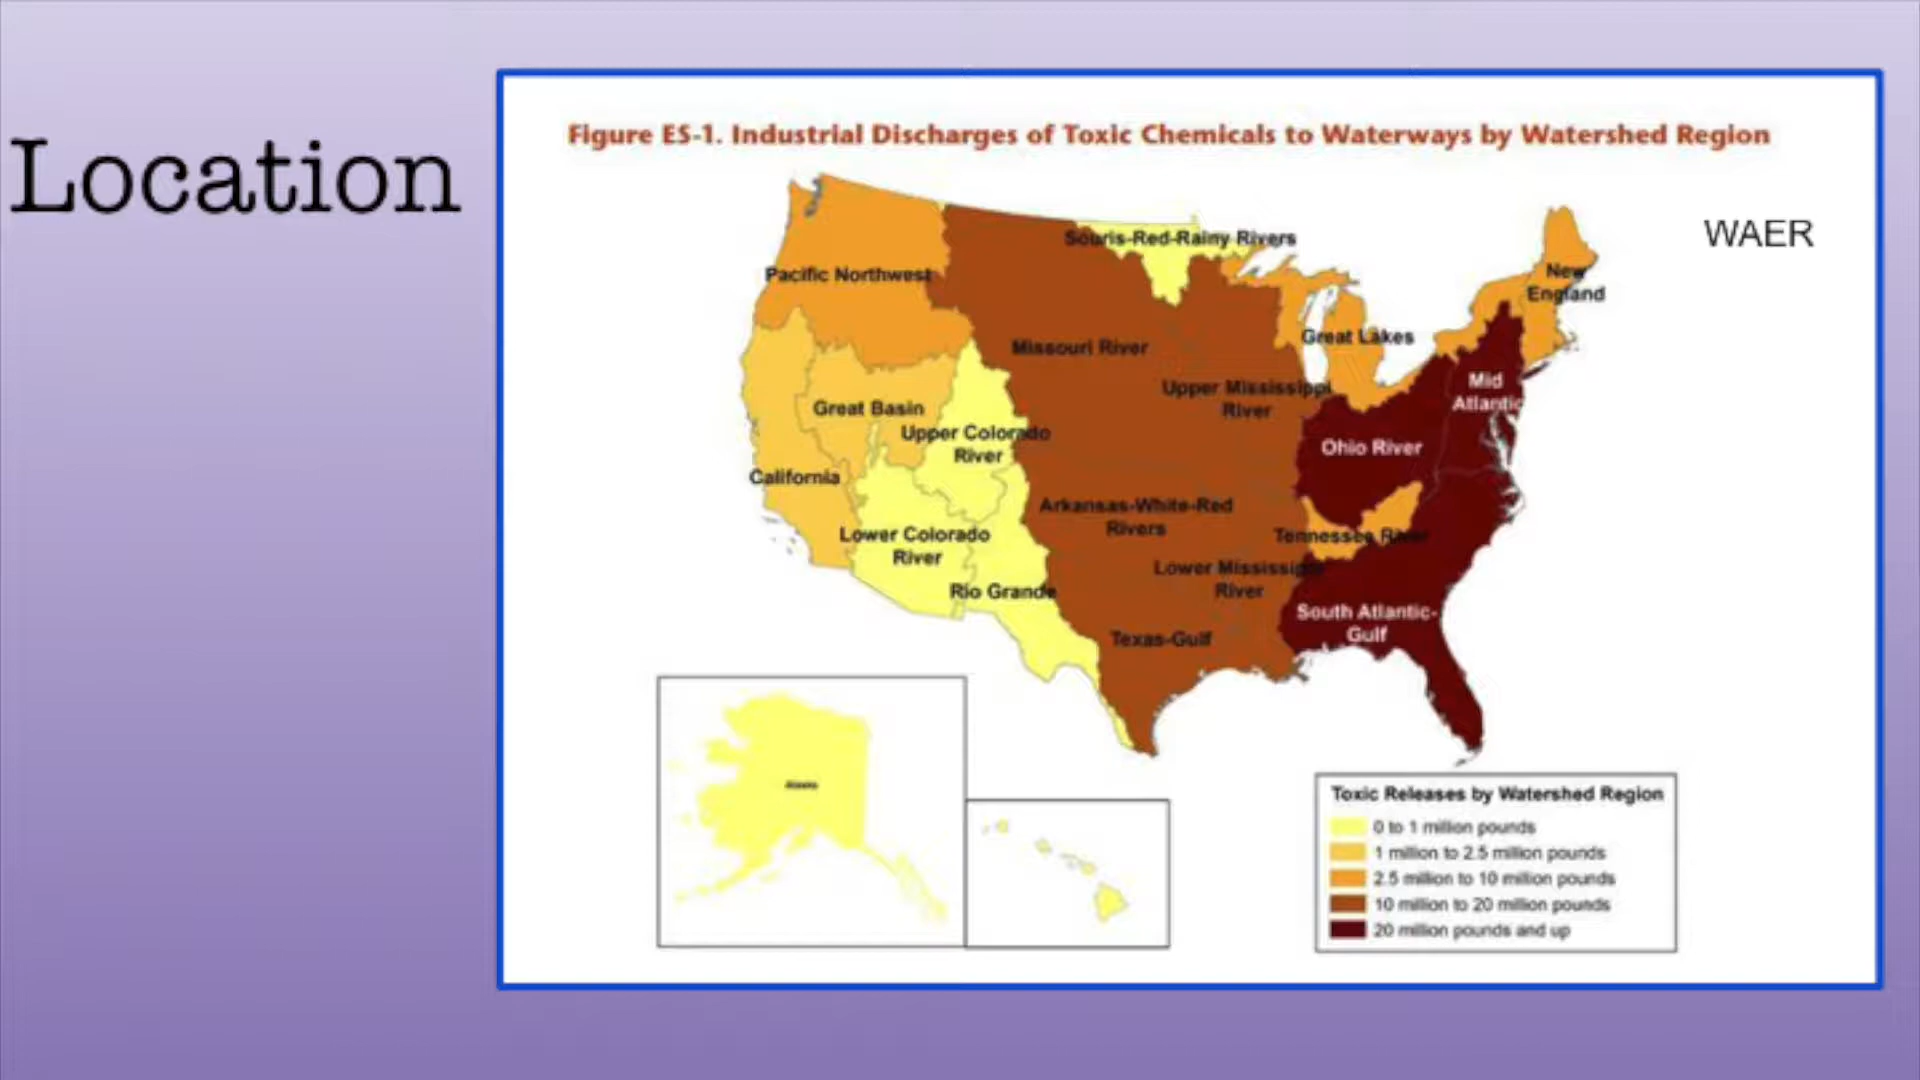 Location
Figure ES-1. Industrial Discharges of Toxic Chemicals to Waterways by Watershed Region
WAER
Souris-Red-Rainy Rivers
Pacific Northwest
New
England
Great Lakes
Missouri River
Upper Mississippi
River
Mid
Atlantic
Great Basin
Upper Colorado
River
Ohio River
California
Arkansas-White-Red
Rivers
Lower Colorado
River
Tennessee River
Lower Mississippi
River
Rio Grande
South Atlantic-
Gulf
Texas-Gulf
Alaska
Toxic Releases by Watershed Region
0 to 1 million pounds
1 million to 2.5 million pounds
2.5 million to 10 million pounds
10 million to 20 million pounds
20 million pounds and up